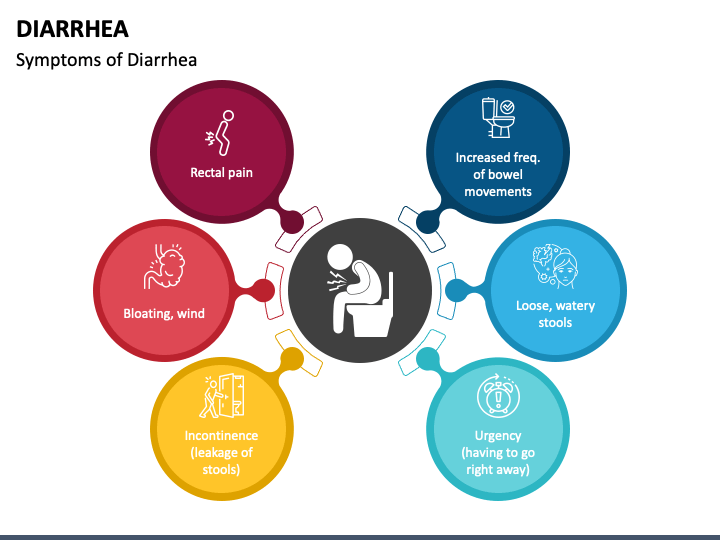 DIARRHEA
Symptoms of Diarrhea
Rectal pain
Increased freq.
of bowel
movements
Bloating, wind
Loose, watery
stools
Incontinence
(leakage of
stools)
Urgency
(having to go
right away)